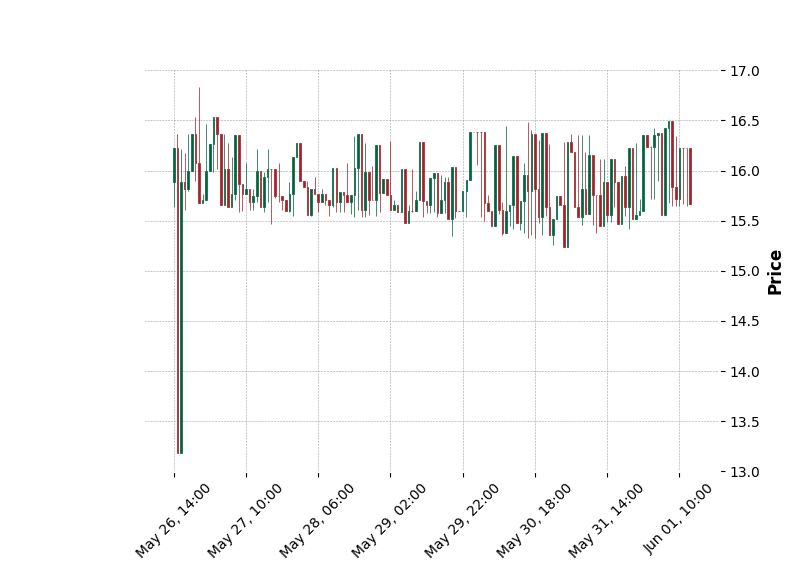 17.0
16.5
16.0
15.5
15.0
14.5
14.0
13.5
13.0
Price
May 26, 14:00
May 27, 10:00
May 28, 06:00
May 29, 02:00
May 29, 22:00
May 30, 18:00
May 31, 14:00
Jun 01, 10:00